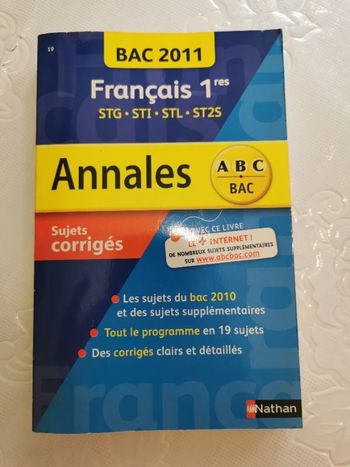 19
BAC 2011
Français 1res
STG • STI • STL • ST2S
Annales
ABC
BAC
Sujets
corrigés
AVEC CE LIVRE
LE + INTERNET !
DE NOMBREUX SUJETS SUPPLÉMENTAIRES
SUR www.abcbac.com
• Les sujets du bac 2010
et des sujets supplémentaires
• Tout le programme en 19 sujets
• Des corrigés clairs et détaillés
Nathan